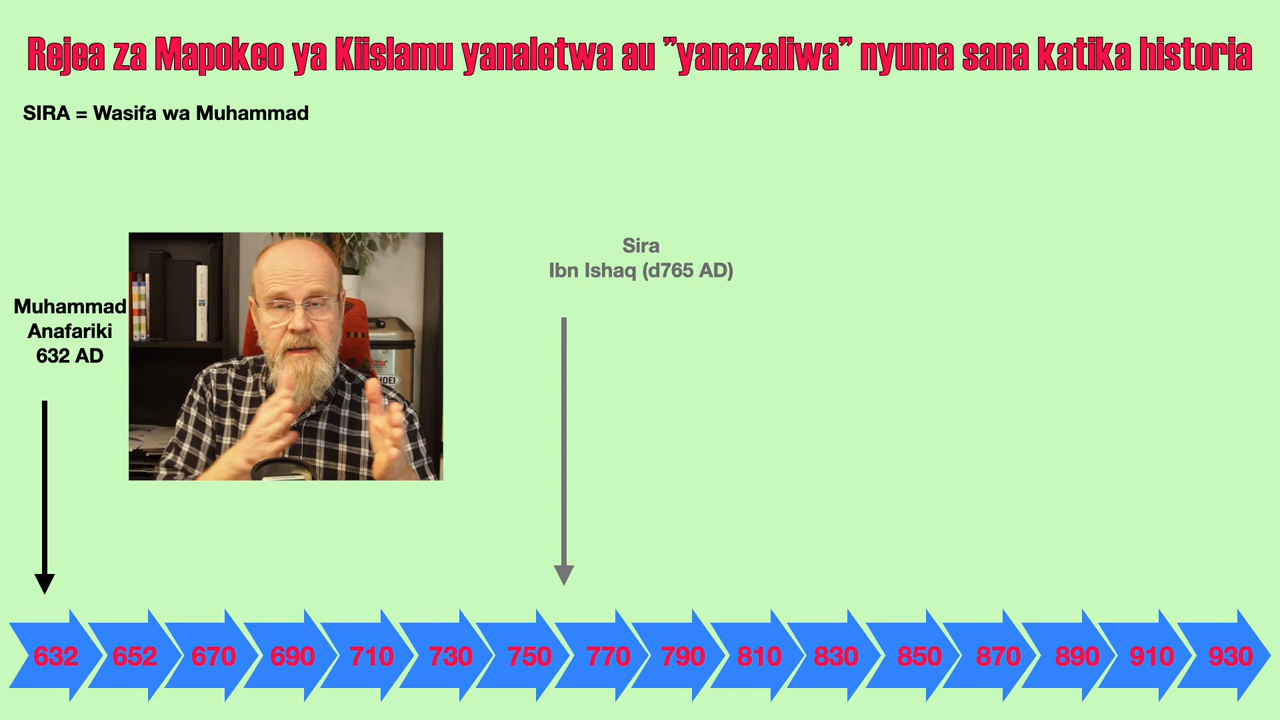 Rejea za Mapokeo ya Kiislamu yanaletwa au ”yanazaliwa” nyuma sana katika historia
SIRA = Wasifa wa Muhammad
Sira
Ibn Ishaq (d765 AD)
Muhammad
Anafariki
632 AD
632 652 670 690 710 730 750 770 790 810 830 850 870 890 910 930